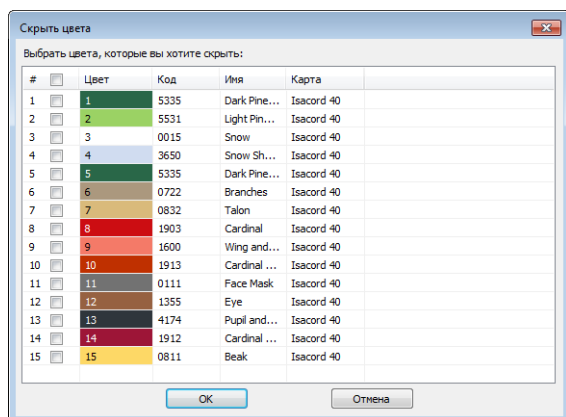 Скрыть цвета
Выбрать цвета, которые вы хотите скрыть:
# Цвет Код Имя Карта
1 1 5335 Dark Pine... Isacord 40
2 2 5531 Light Pin... Isacord 40
3 3 0015 Snow Isacord 40
4 4 3650 Snow Sh... Isacord 40
5 5 5335 Dark Pine... Isacord 40
6 6 0722 Branches Isacord 40
7 7 0832 Talon Isacord 40
8 8 1903 Cardinal Isacord 40
9 9 1600 Wing and... Isacord 40
10 10 1913 Cardinal ... Isacord 40
11 11 0111 Face Mask Isacord 40
12 12 1355 Eye Isacord 40
13 13 4174 Pupil and... Isacord 40
14 14 1912 Cardinal ... Isacord 40
15 15 0811 Beak Isacord 40
OK Отмена